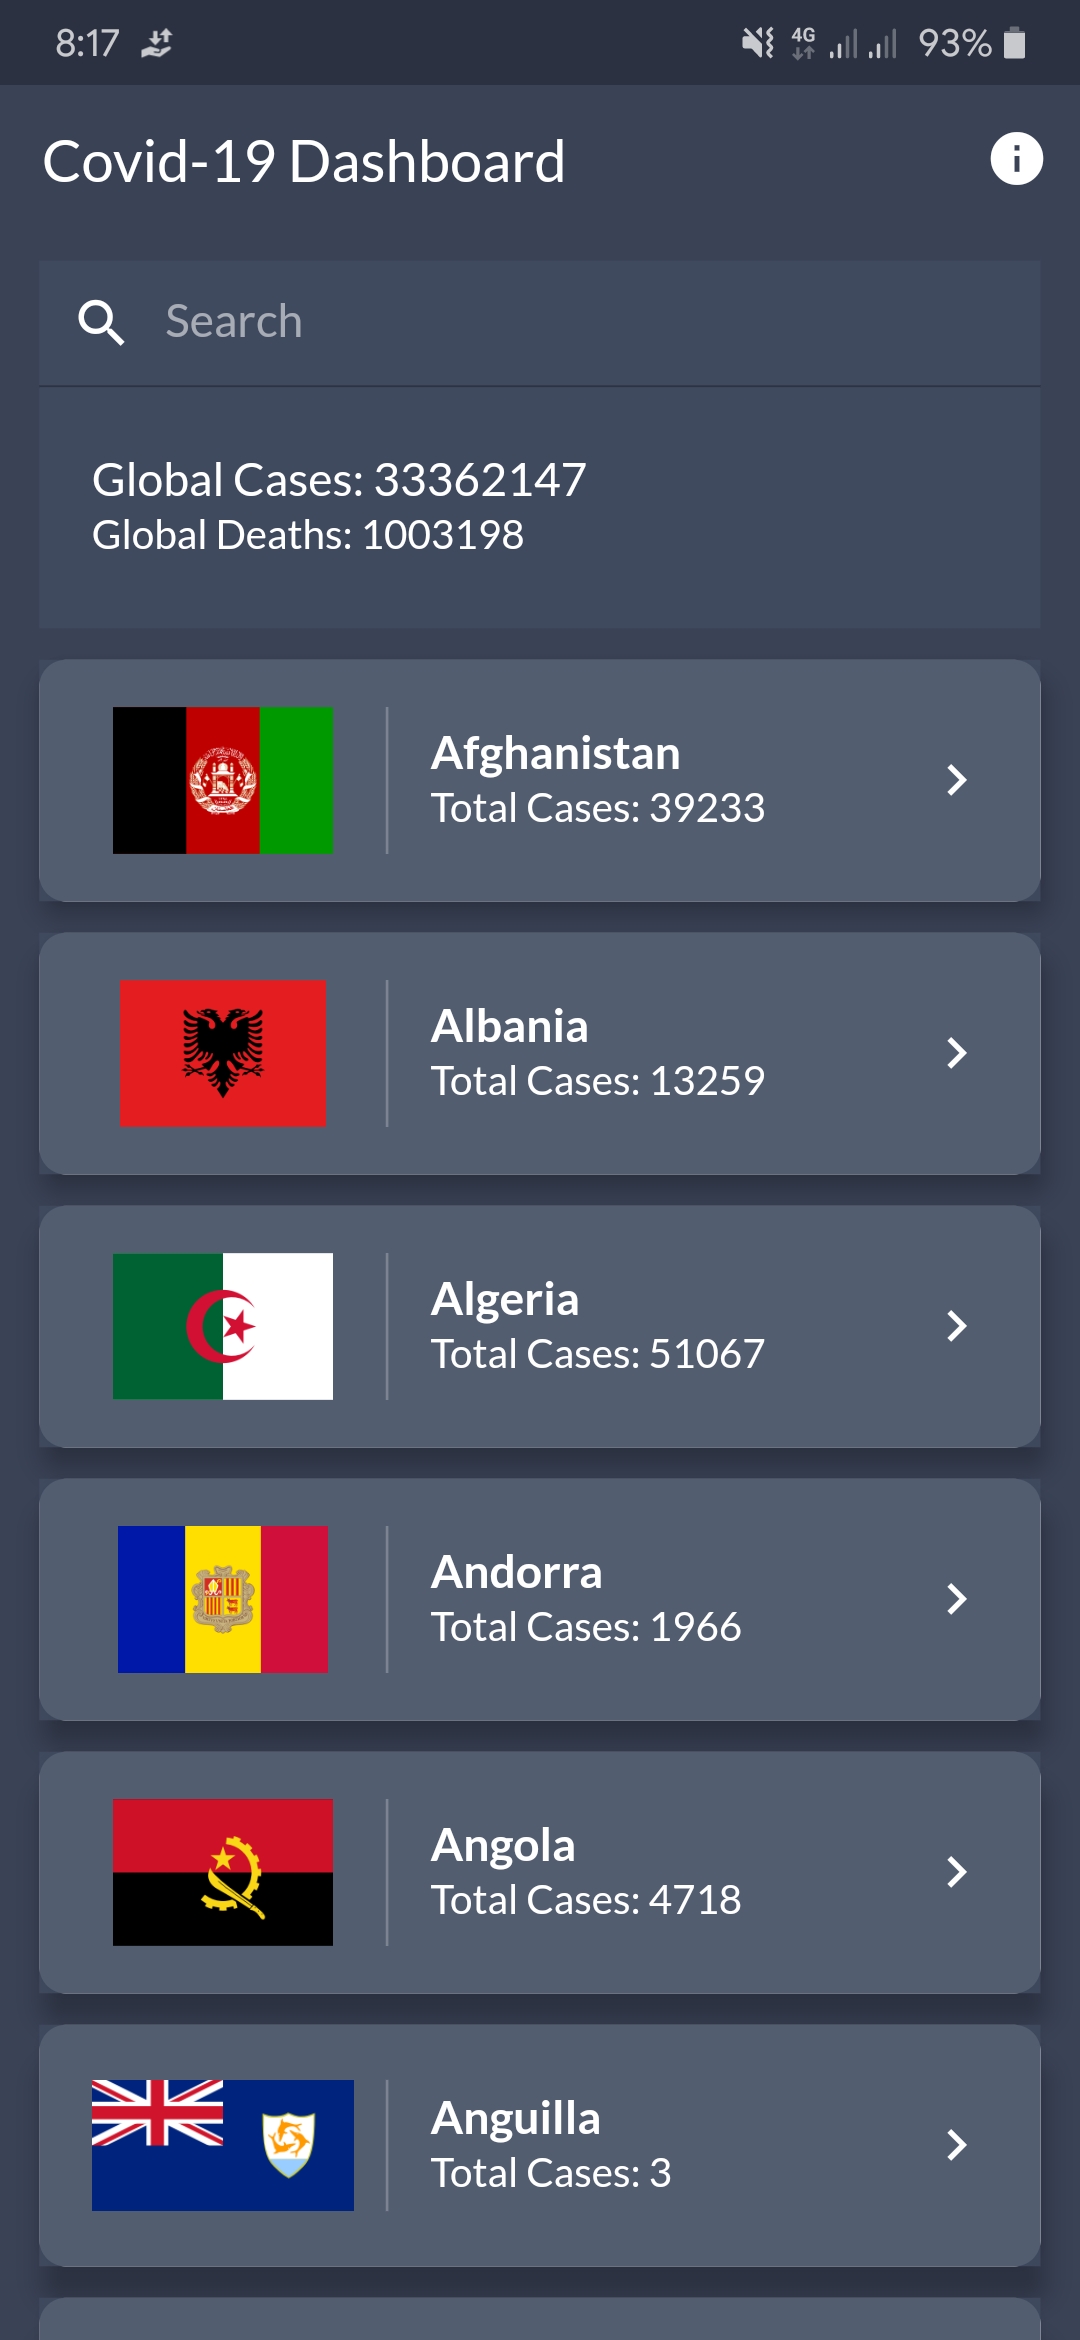 8:17
4G
93%
Covid-19 Dashboard
Search
Global Cases: 33362147
Global Deaths: 1003198
Afghanistan
Total Cases: 39233
Albania
Total Cases: 13259
Algeria
Total Cases: 51067
Andorra
Total Cases: 1966
Angola
Total Cases: 4718
Anguilla
Total Cases: 3